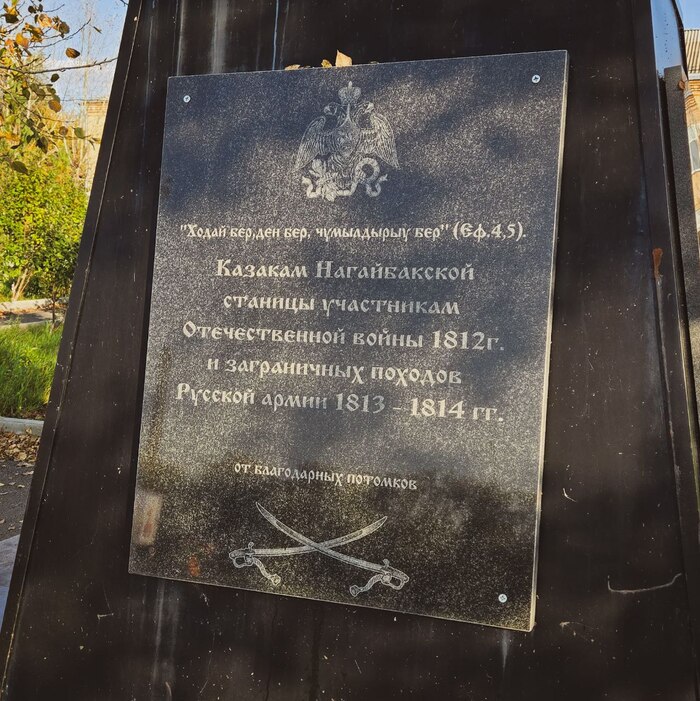 "Ходай бер,ден бер, чумылдырыу бер" (Еф.4,5).
Казакам Нагайбакской
станицы участникам
Отечественной войны 1812г.
и заграничных походов
Русской армии 1813 - 1814 гг.
от благодарных потомков